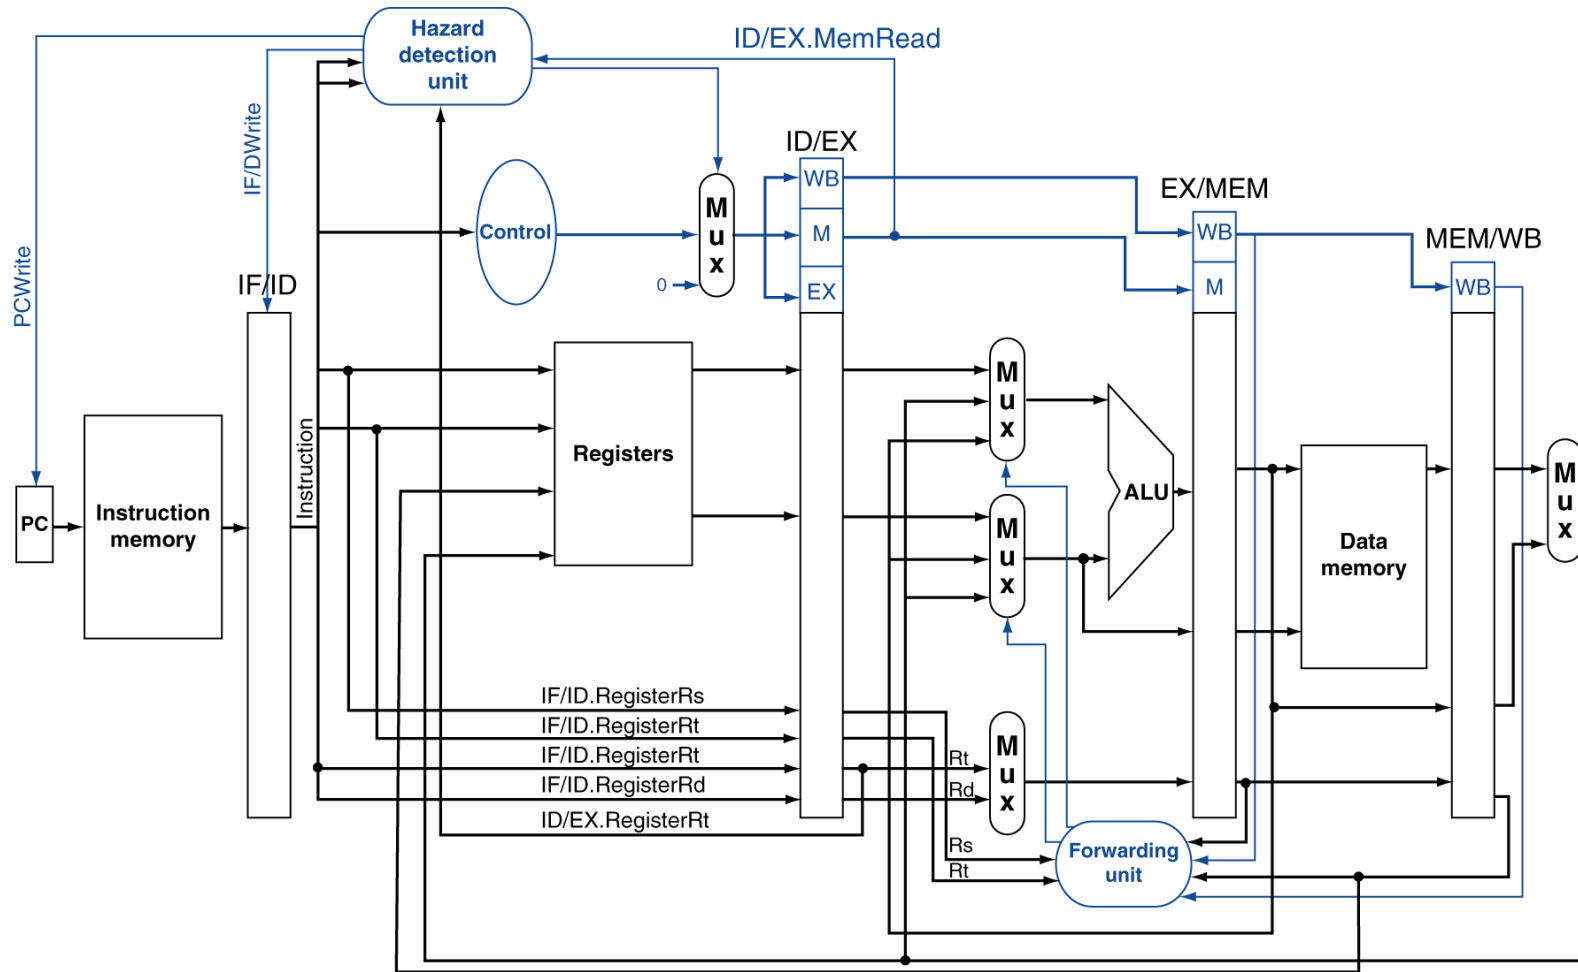 Hazard
detection
unit
ID/EX.MemRead
IF/DWrite
PCWrite
ID/EX
EX/MEM
MEM/WB
IF/ID
Control
0
M
u
x
WB
M
EX
WB
M
WB
Instruction
PC
Instruction
memory
Registers
M
u
x
M
u
x
ALU
Data
memory
M
u
x
IF/ID.RegisterRs
IF/ID.RegisterRt
IF/ID.RegisterRt
IF/ID.RegisterRd
ID/EX.RegisterRt
Rt
Rd
M
u
x
Rs
Rt
Forwarding
unit